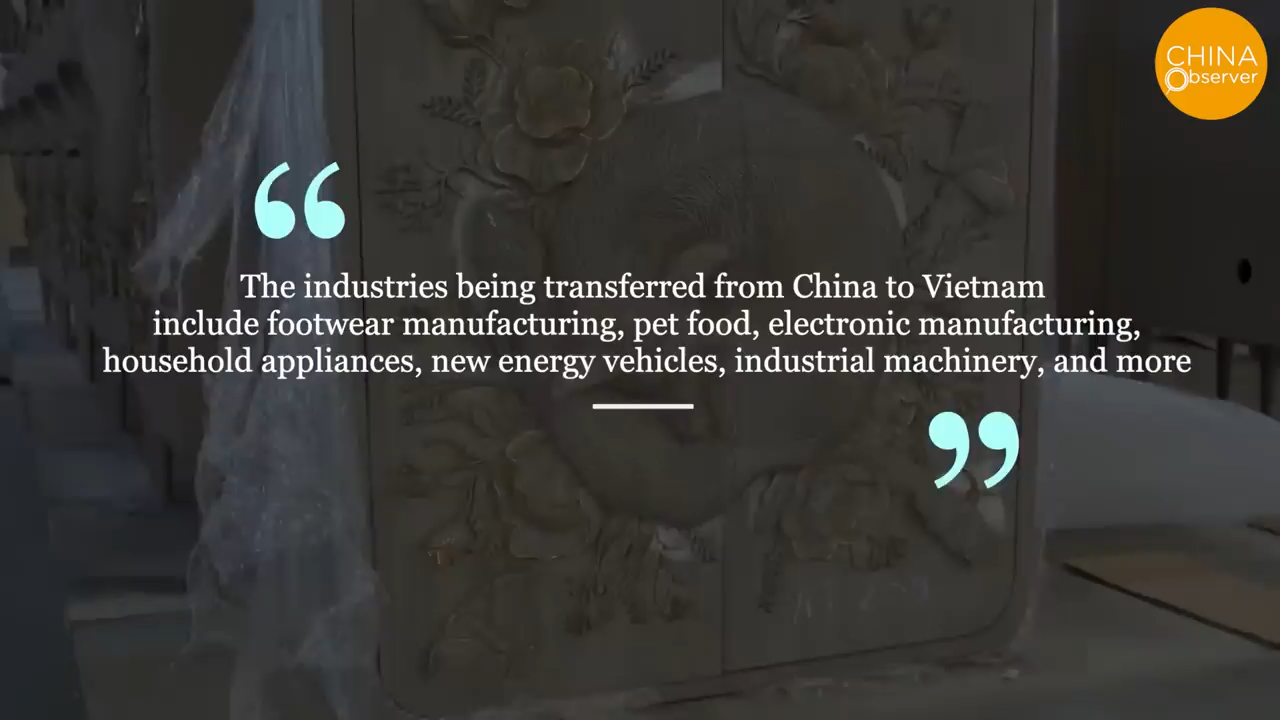 CHINA
Observer
The industries being transferred from China to Vietnam
include footwear manufacturing, pet food, electronic manufacturing,
household appliances, new energy vehicles, industrial machinery, and more